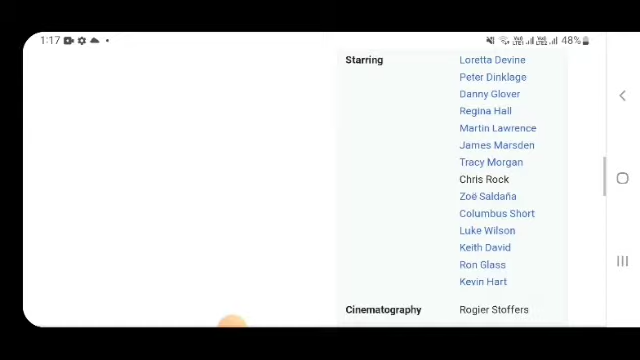 1:17
48%
Starring
Loretta Devine
Peter Dinklage
Danny Glover
Regina Hall
Martin Lawrence
James Marsden
Tracy Morgan
Chris Rock
Zoë Saldaña
Columbus Short
Luke Wilson
Keith David
Ron Glass
Kevin Hart
Cinematography Rogier Stoffers